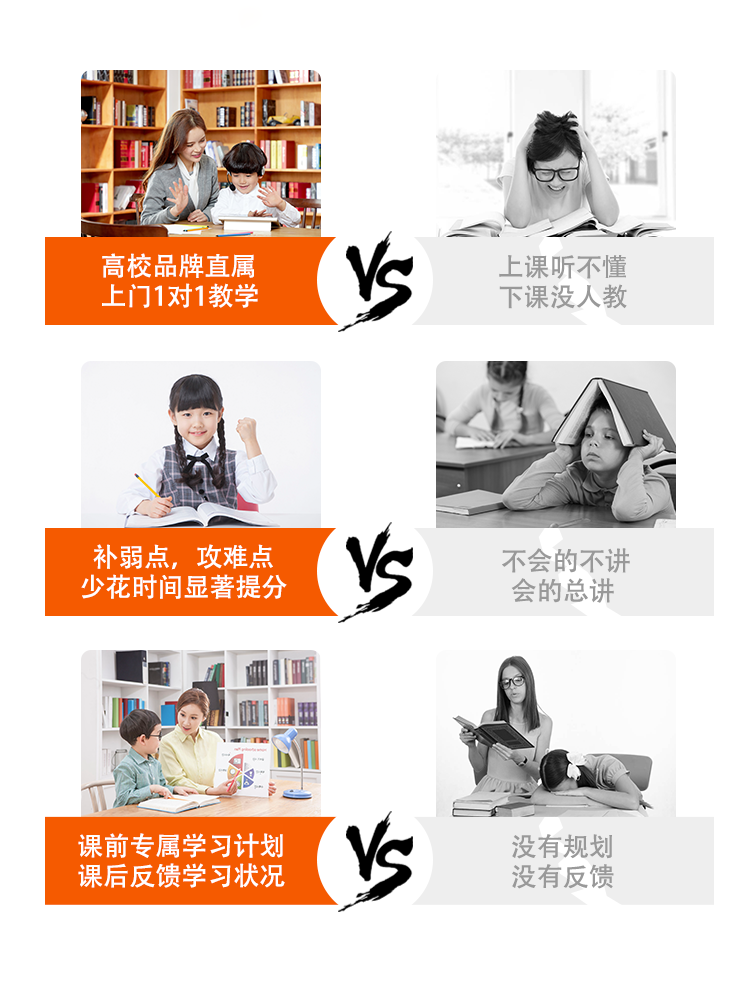 高校品牌直属
上门1对1教学
VS
上课听不懂
下课没人教
补弱点，攻难点
少花时间显著提分
VS
不会的不讲
会的总讲
课前专属学习计划
课后反馈学习状况
VS
没有规划
没有反馈